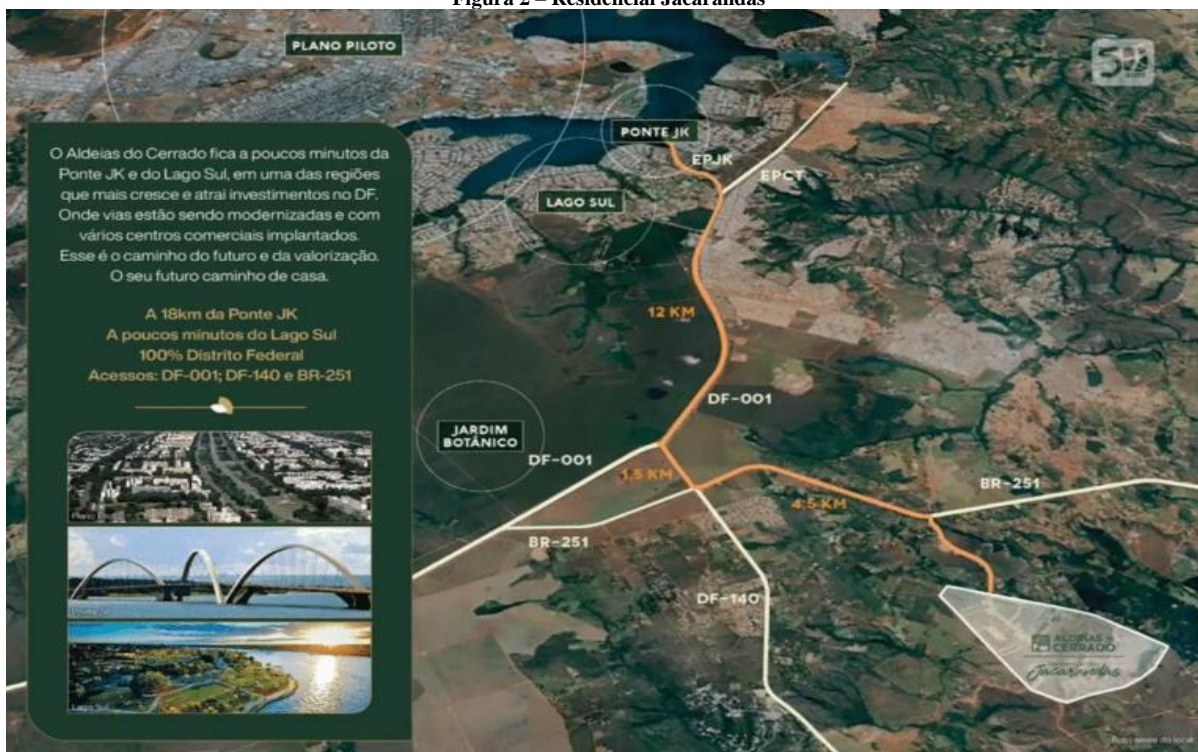 Figura 2 – Residencial Jacarandás
PLANO PILOTO
PONTE JK
EPJK
EPCT
LAGO SUL
O Aldeias do Cerrado fica a poucos minutos da
Ponte JK e do Lago Sul, em uma das regiões
que mais cresce e atrai investimentos no DF.
Onde vias estão sendo modernizadas e com
vários centros comerciais implantados.
Esse é o caminho do futuro e da valorização.
O seu futuro caminho de casa.
A 18km da Ponte JK
A poucos minutos do Lago Sul
100% Distrito Federal
Acessos: DF-001; DF-140 e BR-251
12 KM
DF-001
JARDIM
BOTÂNICO
DF-001
1,5 KM
4,5 KM
BR-251
BR-251
DF-140
ALDEIAS do
CERRADO
Jacarandás
Lago Sul